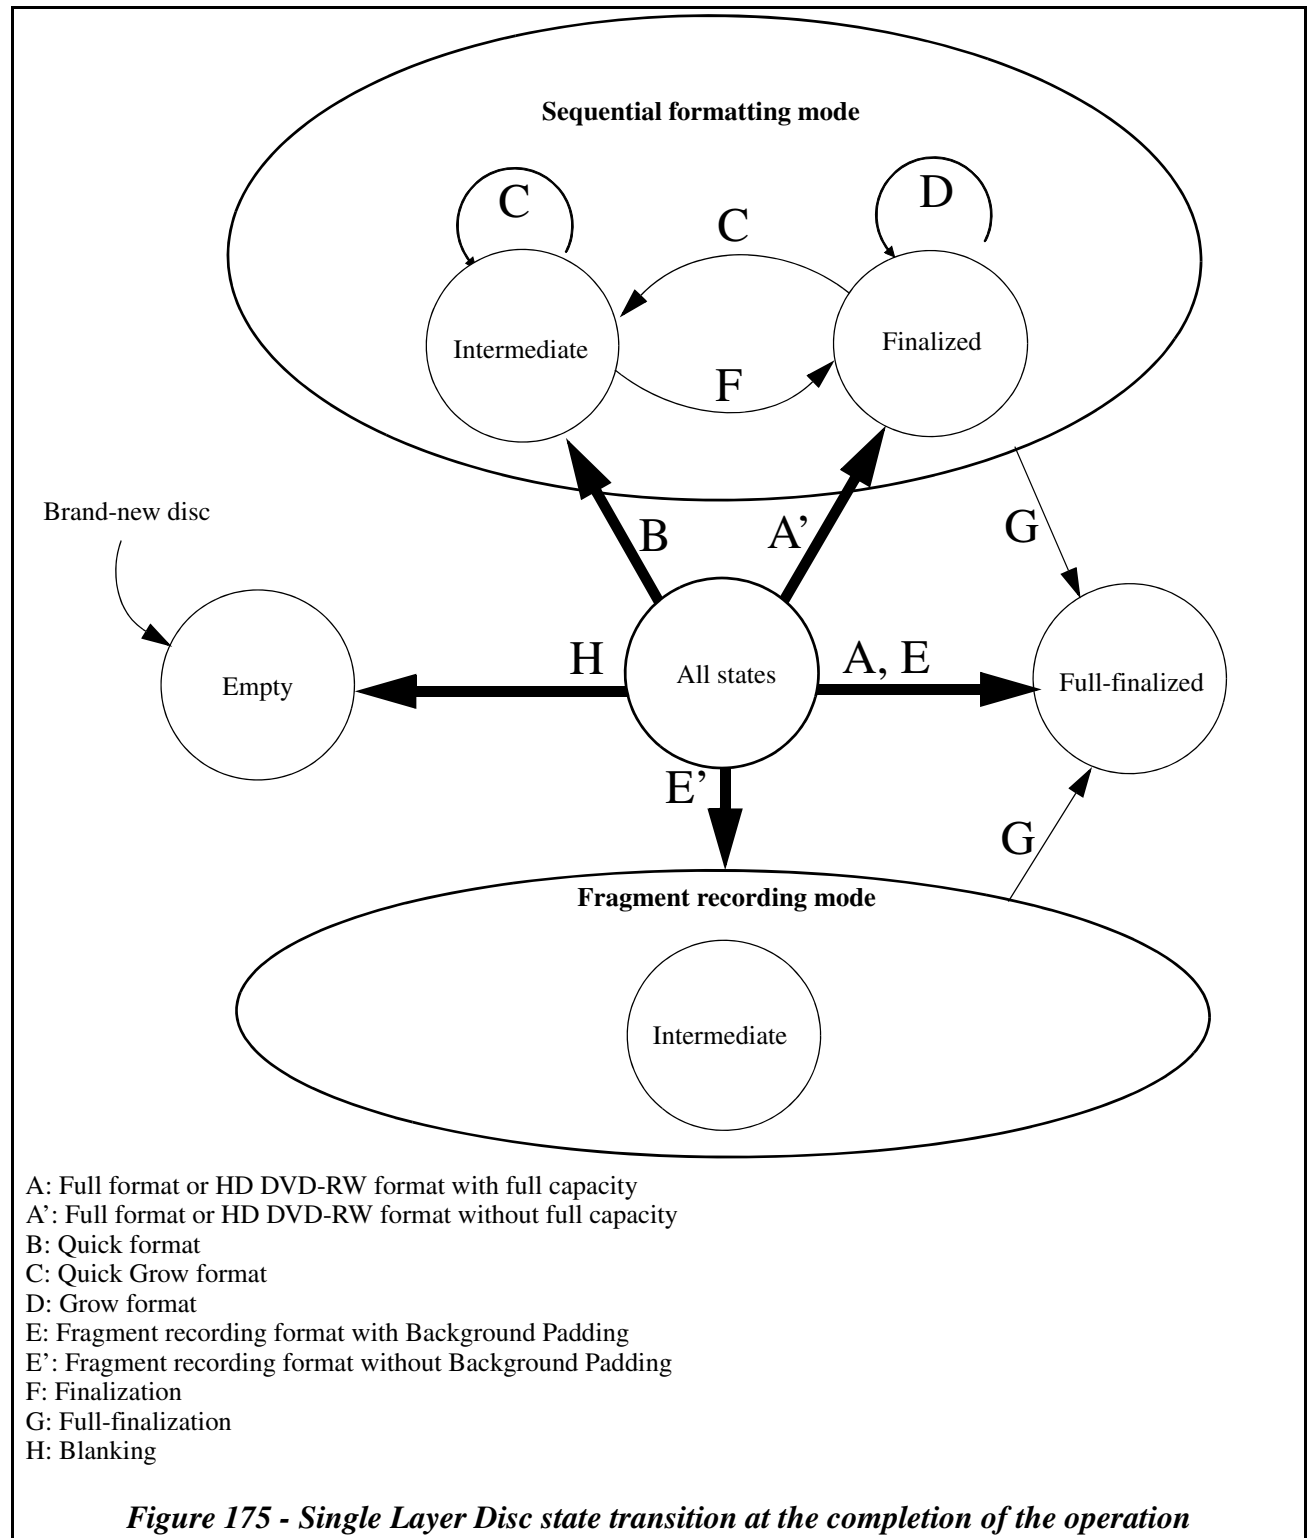 Sequential formatting mode
C
D
C
Intermediate
Finalized
F
Brand-new disc
B
A’
G
H
A, E
Empty
All states
Full-finalized
E’
G
Fragment recording mode
Intermediate
A: Full format or HD DVD-RW format with full capacity
A’: Full format or HD DVD-RW format without full capacity
B: Quick format
C: Quick Grow format
D: Grow format
E: Fragment recording format with Background Padding
E’: Fragment recording format without Background Padding
F: Finalization
G: Full-finalization
H: Blanking
Figure 175 - Single Layer Disc state transition at the completion of the operation